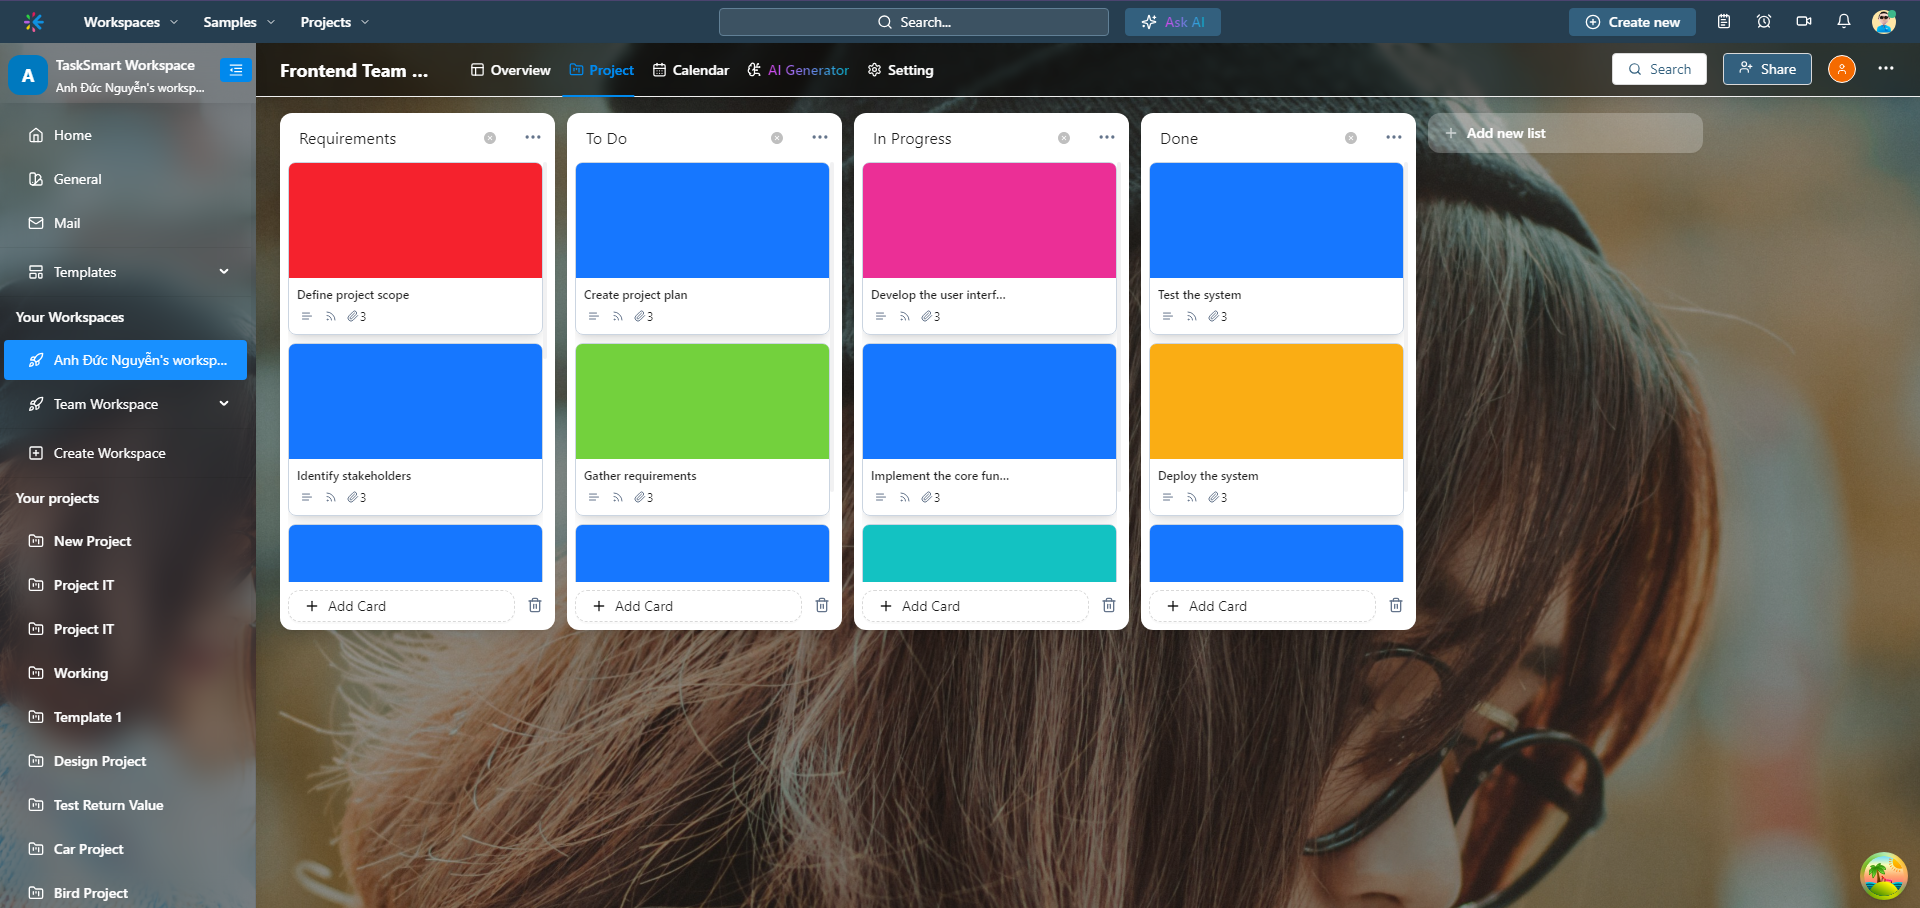 Workspaces
Samples
Projects
Search...
Ask AI
Create new
A
TaskSmart Workspace
Anh Đức Nguyễn's worksp...
Home
General
Mail
Templates
Your Workspaces
Anh Đức Nguyễn's worksp...
Team Workspace
Create Workspace
Your projects
New Project
Project IT
Project IT
Working
Template 1
Design Project
Test Return Value
Car Project
Bird Project
Frontend Team ...
Overview
Project
Calendar
AI Generator
Setting
Search
Share
Requirements
Define project scope
3
Identify stakeholders
3
Add Card
To Do
Create project plan
3
Gather requirements
3
Add Card
In Progress
Develop the user interf...
3
Implement the core fun...
3
Add Card
Done
Test the system
3
Deploy the system
3
Add Card
Add new list